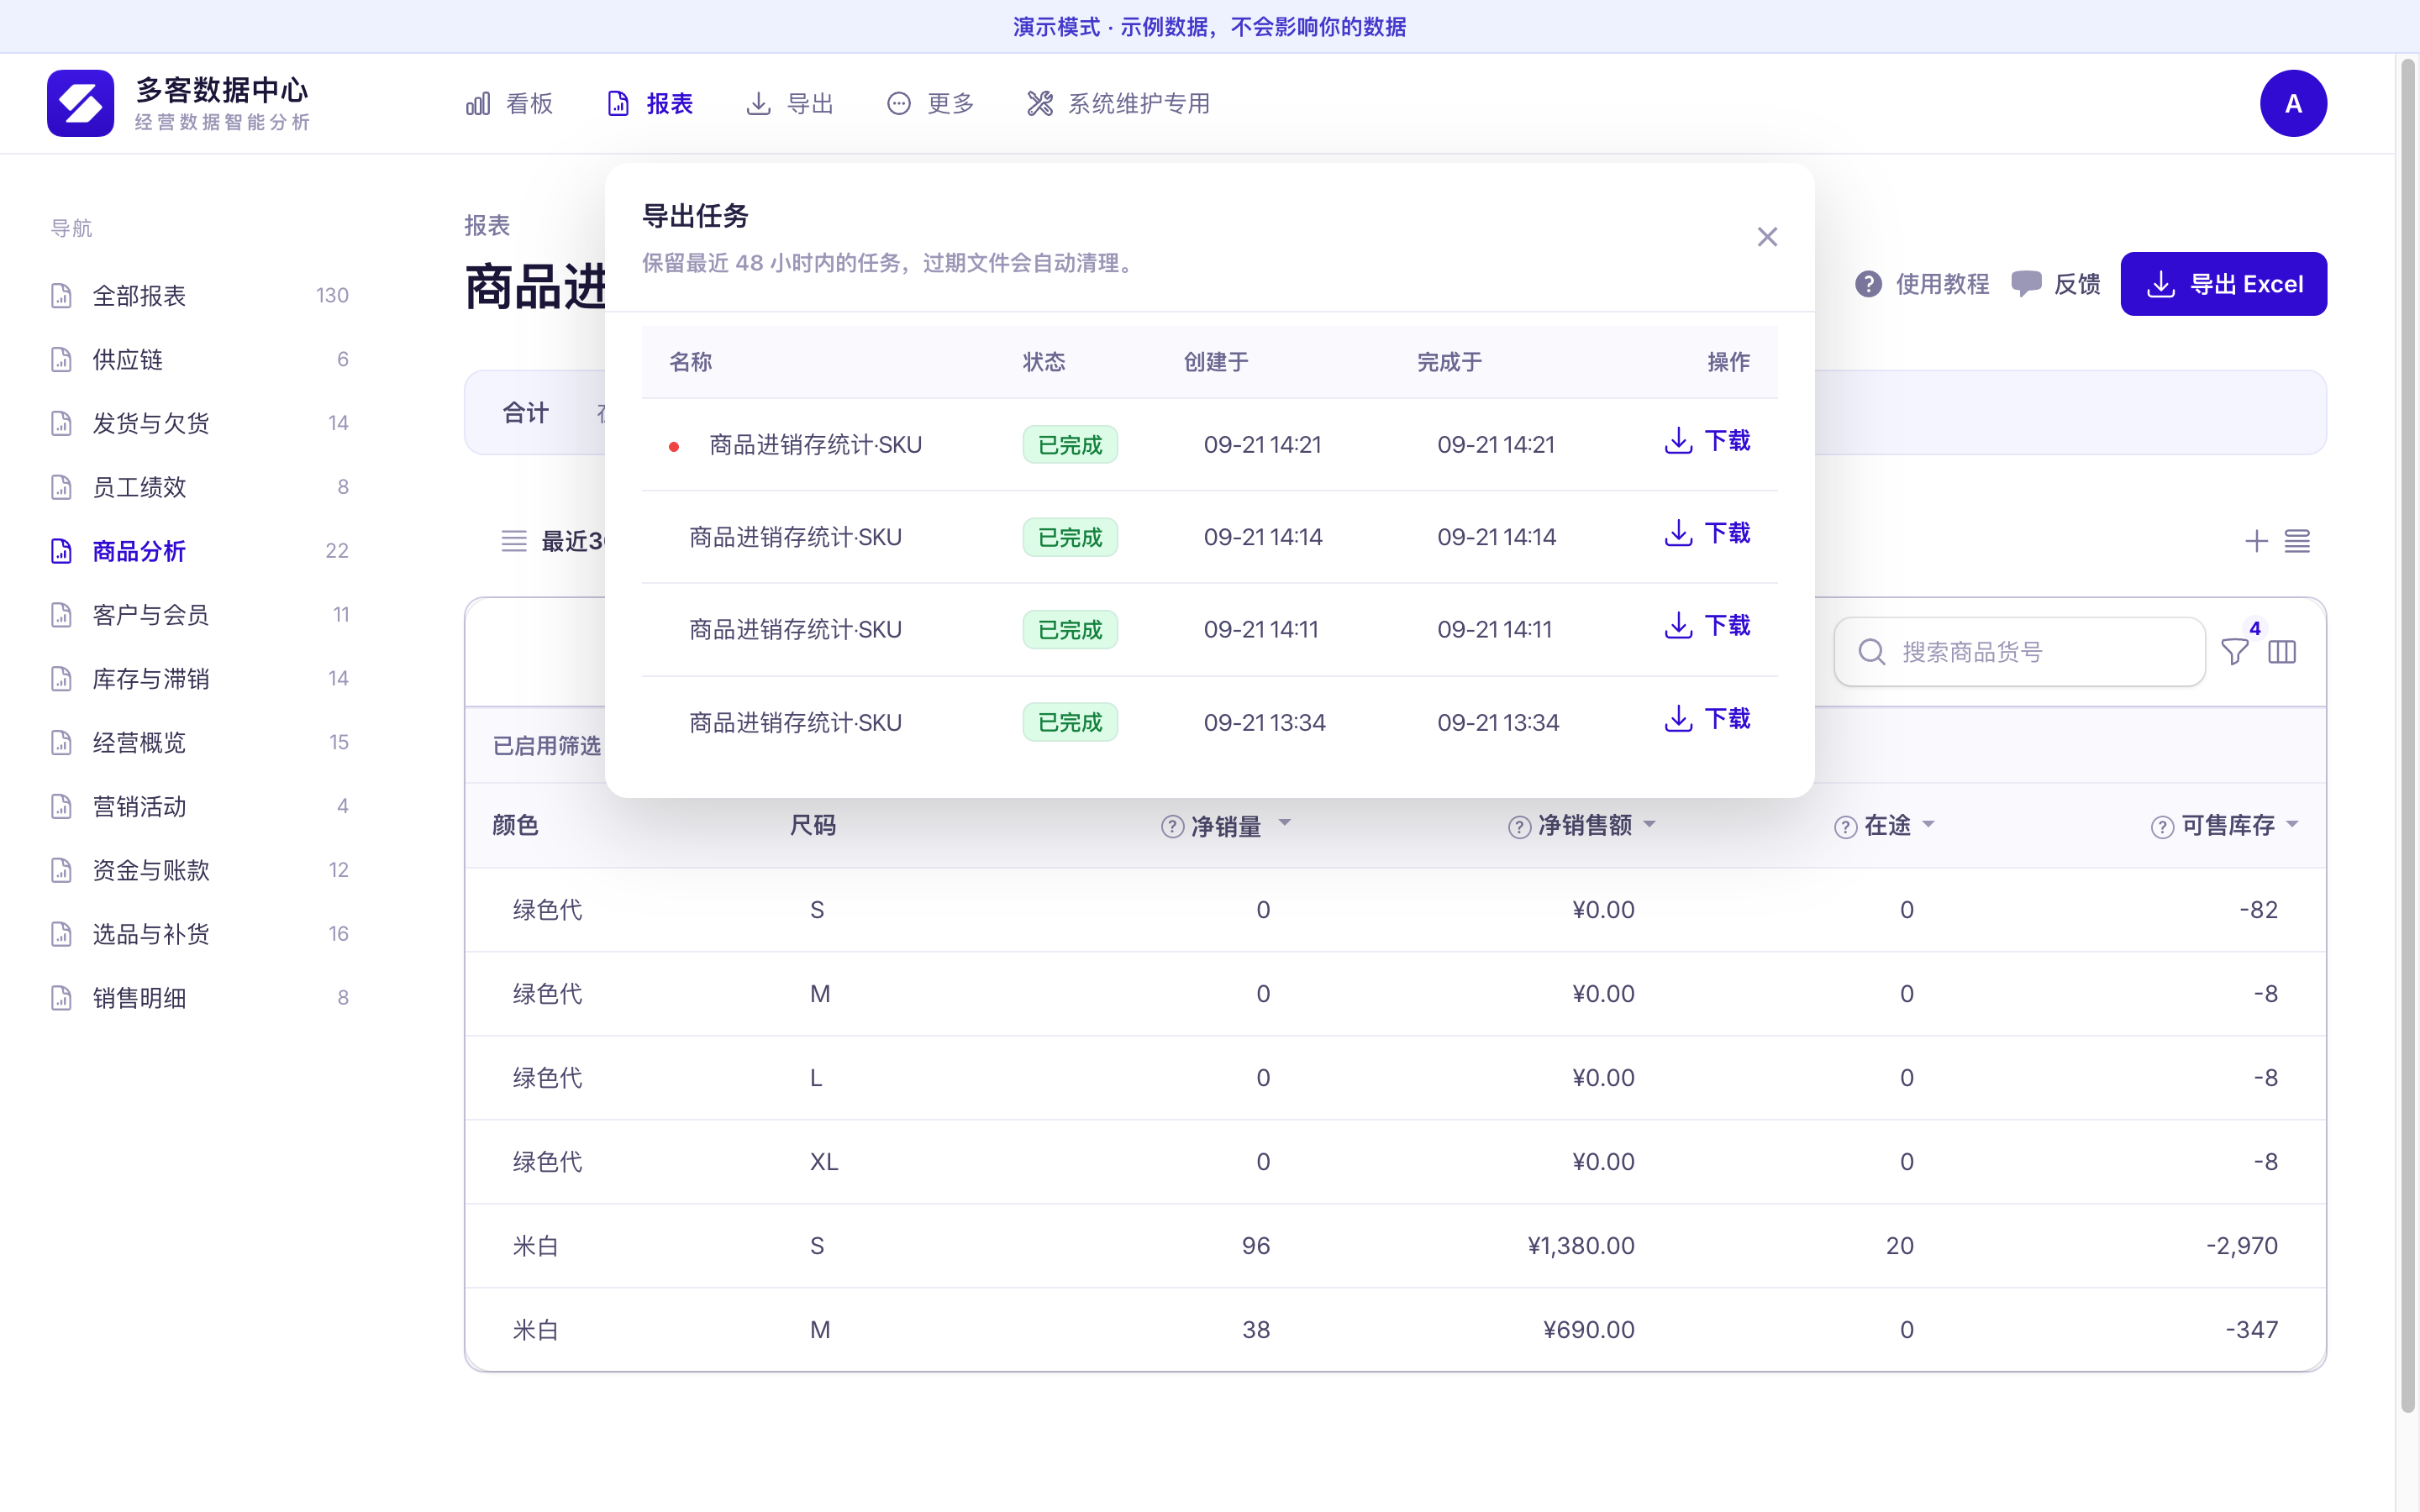 演示模式 · 示例数据，不会影响你的数据
多客数据中心
经营数据智能分析
看板
报表
导出
更多
系统维护专用
A
导航
全部报表 130
供应链 6
发货与欠货 14
员工绩效 8
商品分析 22
客户与会员 11
库存与滞销 14
经营概览 15
营销活动 4
资金与账款 12
选品与补货 16
销售明细 8
报表
商品进
使用教程
反馈
导出 Excel
合计
最近3
导出任务
保留最近 48 小时内的任务，过期文件会自动清理。
名称 状态 创建于 完成于 操作
商品进销存统计·SKU 已完成 09-21 14:21 09-21 14:21 下载
商品进销存统计·SKU 已完成 09-21 14:14 09-21 14:14 下载
商品进销存统计·SKU 已完成 09-21 14:11 09-21 14:11 下载
商品进销存统计·SKU 已完成 09-21 13:34 09-21 13:34 下载
搜索商品货号
4
已启用筛选
颜色 尺码 净销量 净销售额 在途 可售库存
绿色代 S 0 ¥0.00 0 -82
绿色代 M 0 ¥0.00 0 -8
绿色代 L 0 ¥0.00 0 -8
绿色代 XL 0 ¥0.00 0 -8
米白 S 96 ¥1,380.00 20 -2,970
米白 M 38 ¥690.00 0 -347